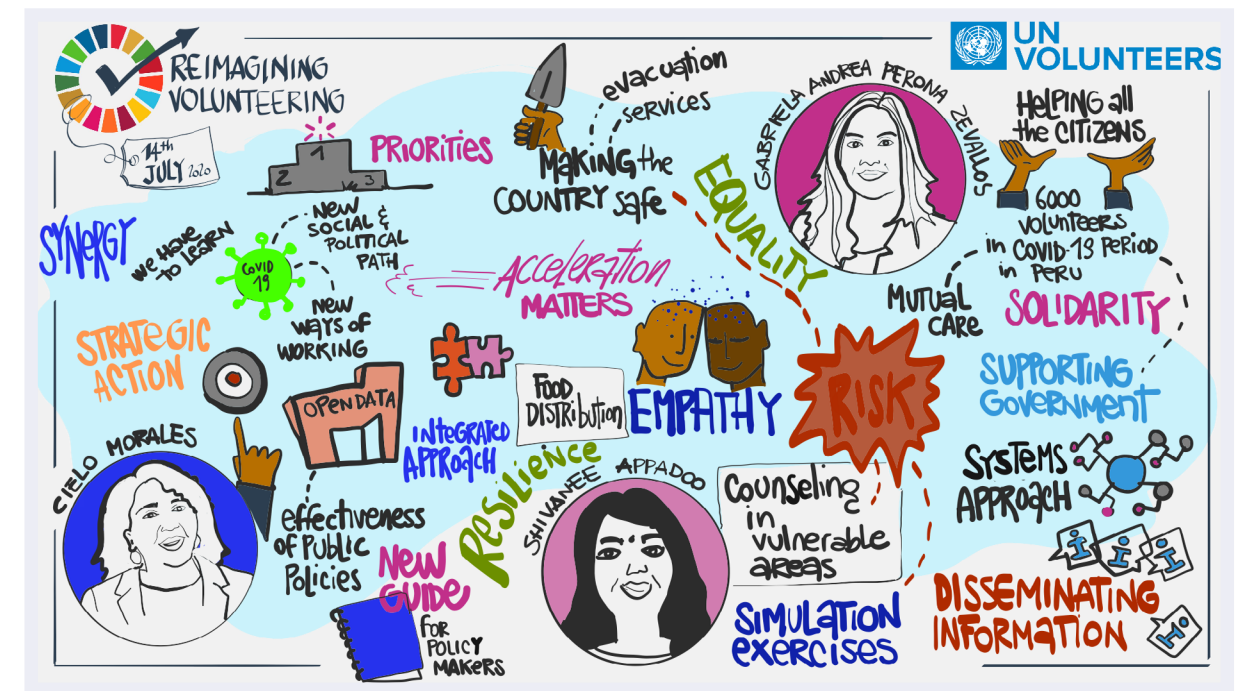 REIMAGINING
VOLUNTEERING
14th
JULY 2020
UN
VOLUNTEERS
1
2
3
PRIORITIES
evacuation
services
MAKING the
COUNTRY safe
EQUALITY
GABRIELA ANDREA PERONA ZEVALLOS
HELPING all
the CITIZENS
6000
VOLUNTEERS
in COVID-19 PERIOD
in PERU
MUTUAL
CARE
SOLIDARITY
SUPPORTING
GOVERNMENT
SYNERGY
WE HAVE
TO LEARN
COVID
19
NEW
SOCIAL &
POLITICAL
PATH
NEW
WAYS of
WORKING
ACCELERATION
MATTERS
STRATEGIC
ACTION
OPEN DATA
INTEGRATED
APPROACH
FOOD
DISTRIBUTION
EMPATHY
RISK
SYSTEMS
APPROACH
CIELO MORALES
effectiveness
of Public
Policies
NEW
GUIDE
FOR
POLICY
MAKERS
RESILIENCE
SHIVANEE APPADOO
Counseling
in
vulnerable
areas
SIMULATION
EXERCISES
i
i
i
DISSEMINATING
INFORMATION
i